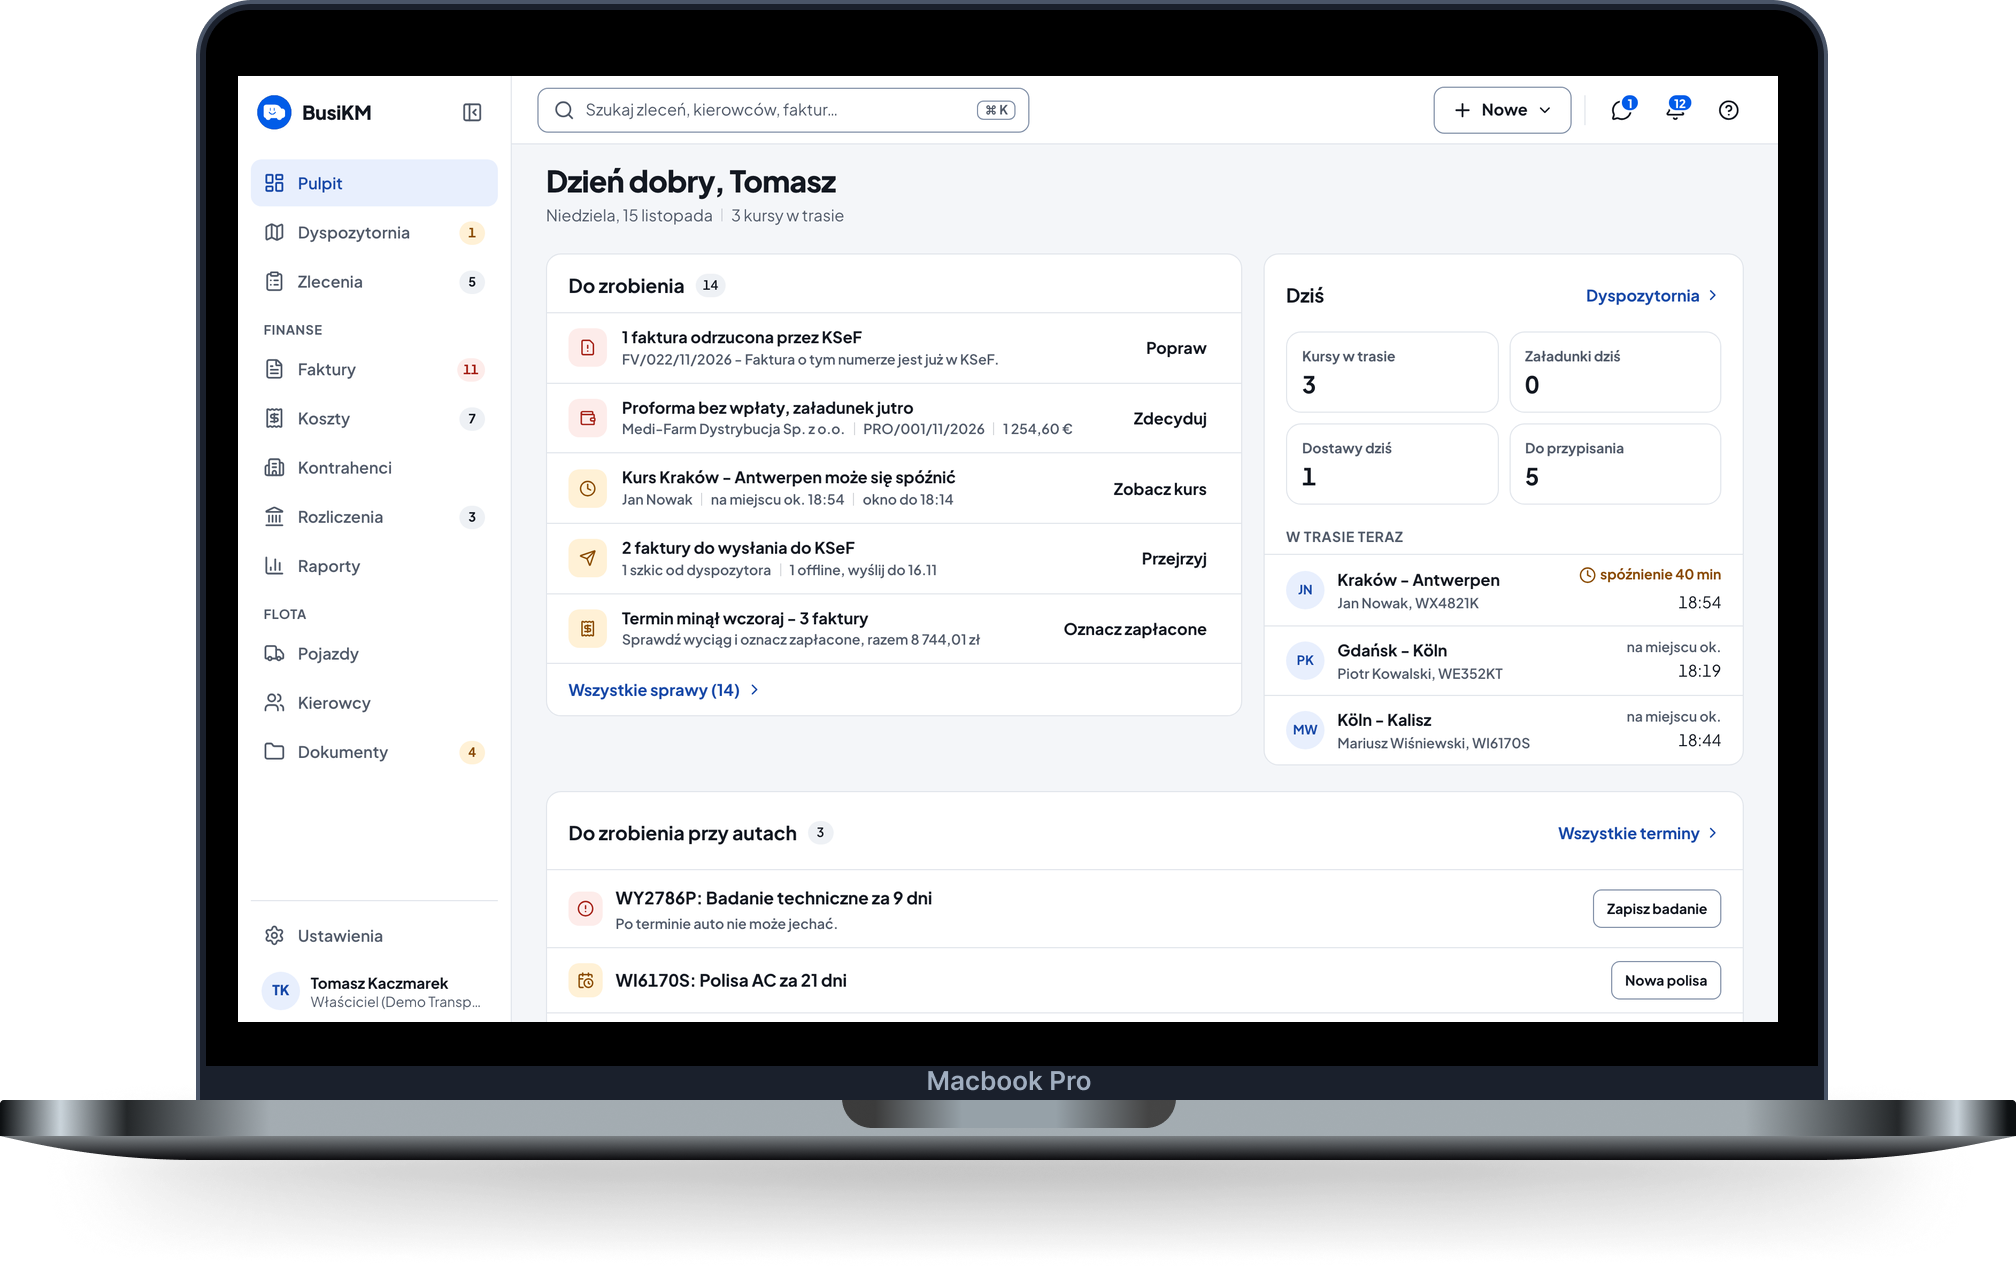 BusiKM
Szukaj zleceń, kierowców, faktur...
⌘ K
Nowe
1
12
Pulpit
Dyspozytornia 1
Zlecenia 5
FINANSE
Faktury 11
Koszty 7
Kontrahenci
Rozliczenia 3
Raporty
FLOTA
Pojazdy
Kierowcy
Dokumenty 4
Ustawienia
TK
Tomasz Kaczmarek
Właściciel (Demo Transp...
Dzień dobry, Tomasz
Niedziela, 15 listopada | 3 kursy w trasie
Do zrobienia 14
1 faktura odrzucona przez KSeF
FV/022/11/2026 - Faktura o tym numerze jest już w KSeF.
Popraw
Proforma bez wpłaty, załadunek jutro
Medi-Farm Dystrybucja Sp. z o.o. | PRO/001/11/2026 | 1 254,60 €
Zdecyduj
Kurs Kraków - Antwerpen może się spóźnić
Jan Nowak | na miejscu ok. 18:54 | okno do 18:14
Zobacz kurs
2 faktury do wysłania do KSeF
1 szkic od dyspozytora | 1 offline, wyślij do 16.11
Przejrzyj
Termin minął wczoraj - 3 faktury
Sprawdź wyciąg i oznacz zapłacone, razem 8 744,01 zł
Oznacz zapłacone
Wszystkie sprawy (14)
Dziś
Dyspozytornia
Kursy w trasie
3
Załadunki dziś
0
Dostawy dziś
1
Do przypisania
5
W TRASIE TERAZ
JN
Kraków - Antwerpen
Jan Nowak, WX4821K
spóźnienie 40 min
18:54
PK
Gdańsk - Köln
Piotr Kowalski, WE352KT
na miejscu ok.
18:19
MW
Köln - Kalisz
Mariusz Wiśniewski, WI6170S
na miejscu ok.
18:44
Do zrobienia przy autach 3
Wszystkie terminy
WY2786P: Badanie techniczne za 9 dni
Po terminie auto nie może jechać.
Zapisz badanie
WI6170S: Polisa AC za 21 dni
Nowa polisa
Macbook Pro